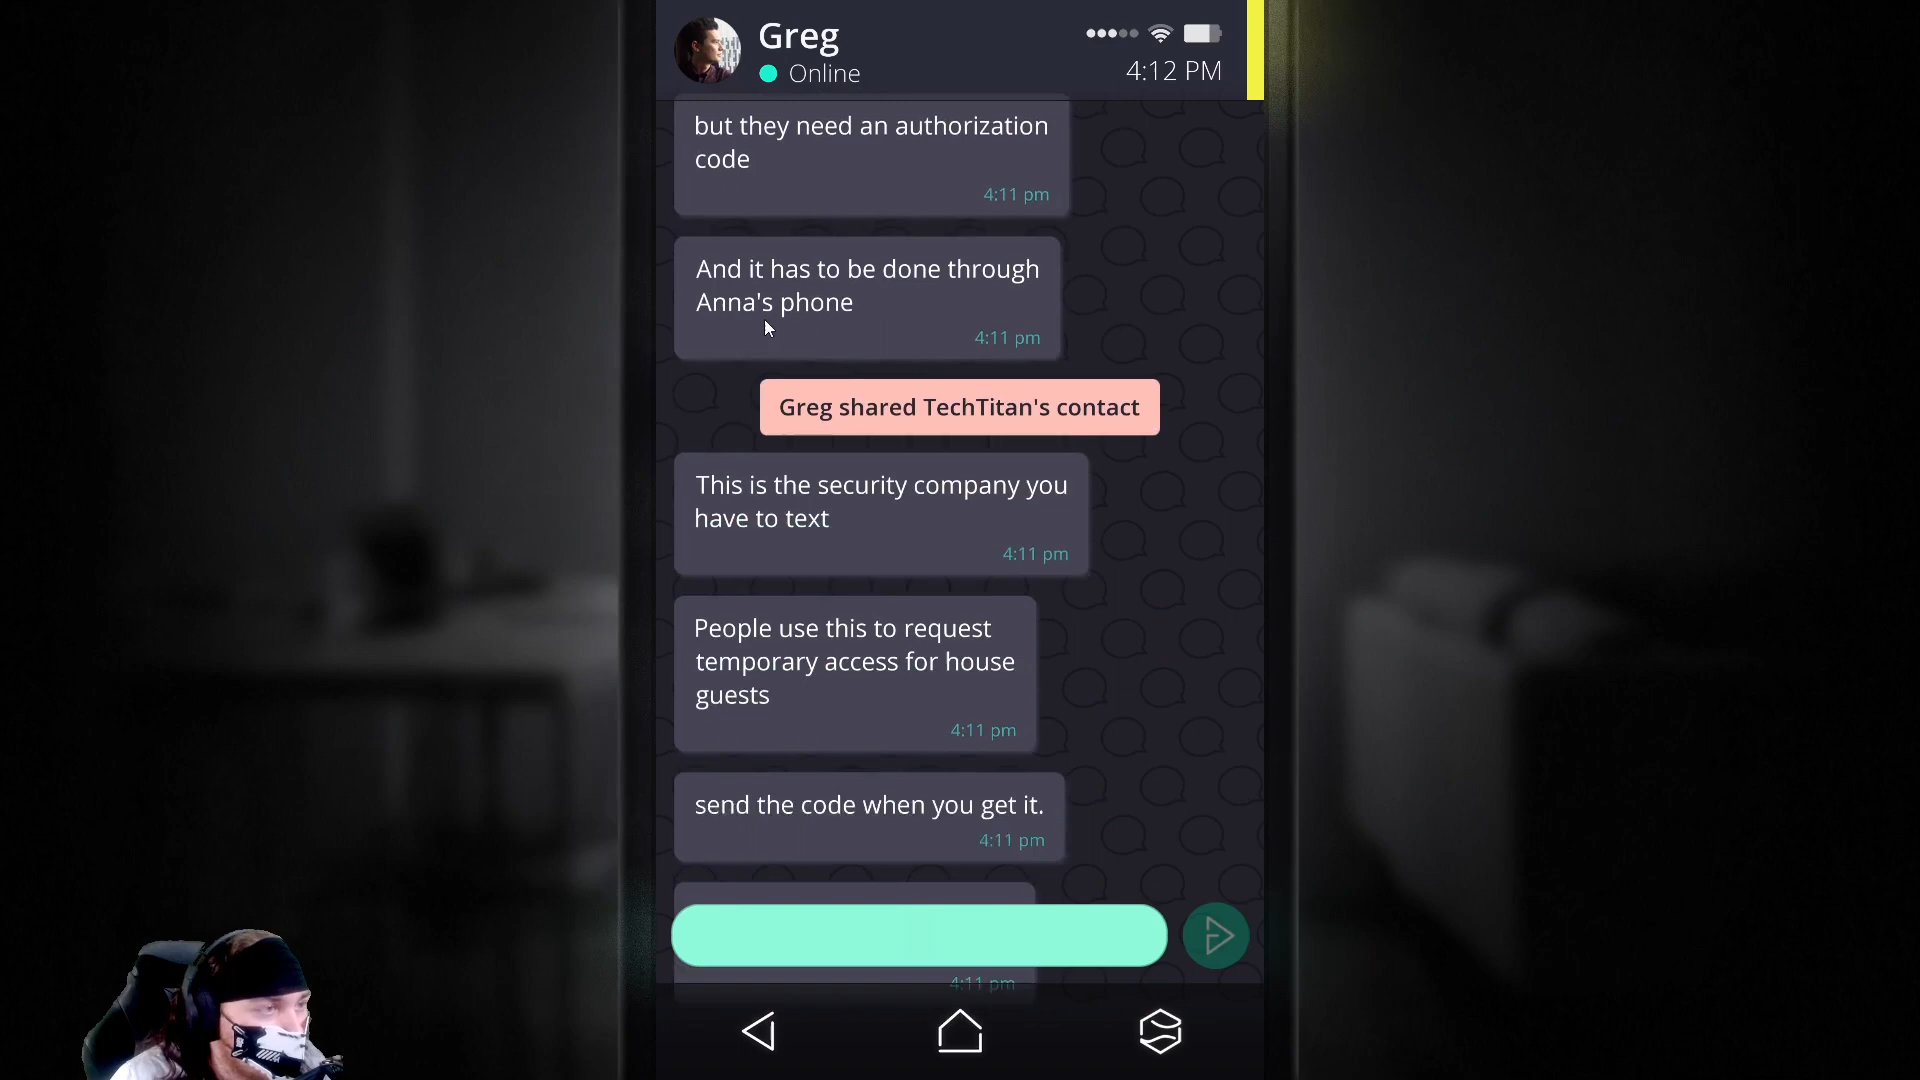 Greg
Online
4:12 PM
but they need an authorization
code
4:11 pm
And it has to be done through
Anna's phone
4:11 pm
Greg shared TechTitan's contact
This is the security company you
have to text
4:11 pm
People use this to request
temporary access for house
guests
4:11 pm
send the code when you get it.
4:11 pm
4:11 pm